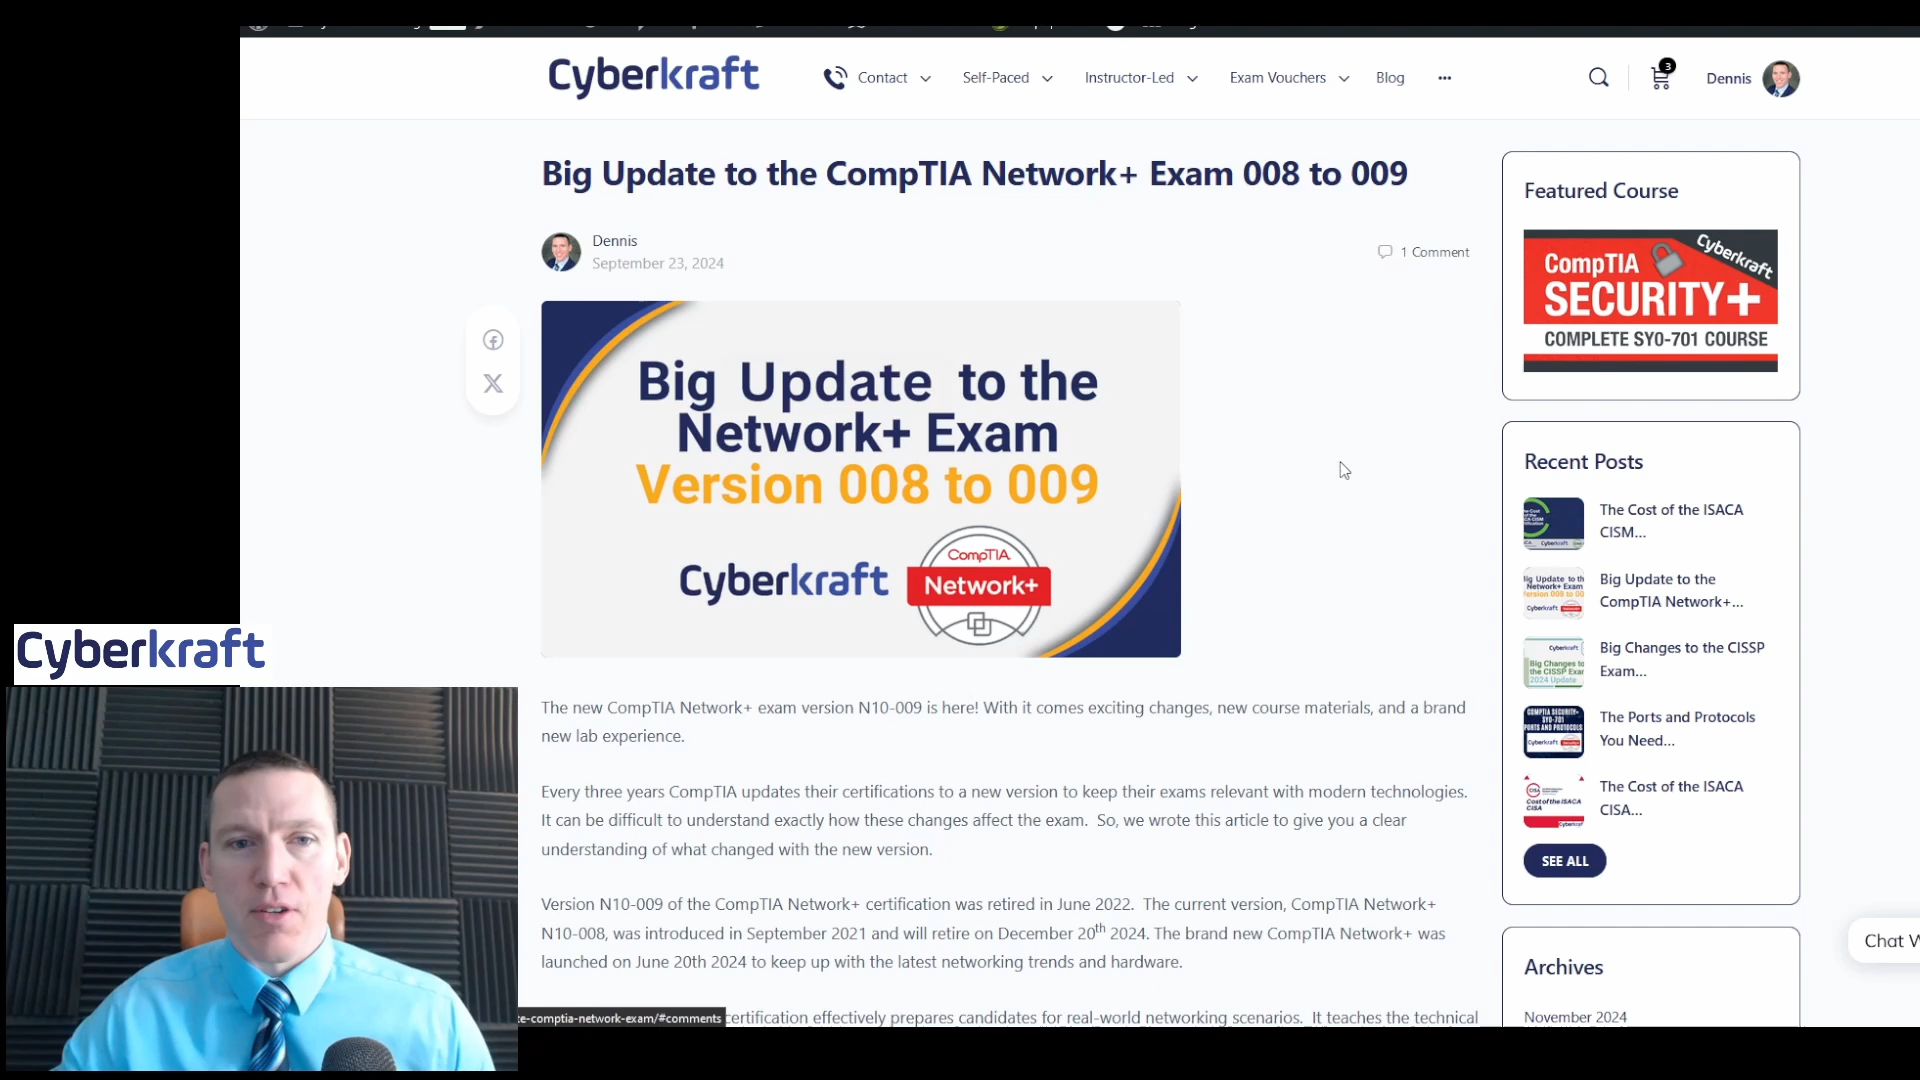 Cyberkraft
Contact
Self-Paced
Instructor-Led
Exam Vouchers
Blog
3
Dennis
Big Update to the CompTIA Network+ Exam 008 to 009
Dennis
September 23, 2024
1 Comment
Big Update to the
Network+ Exam
Version 008 to 009
Cyberkraft
CompTIA
Network+
The new CompTIA Network+ exam version N10-009 is here! With it comes exciting changes, new course materials, and a brand
new lab experience.
Every three years CompTIA updates their certifications to a new version to keep their exams relevant with modern technologies.
It can be difficult to understand exactly how these changes affect the exam. So, we wrote this article to give you a clear
understanding of what changed with the new version.
Version N10-009 of the CompTIA Network+ certification was retired in June 2022. The current version, CompTIA Network+
N10-008, was introduced in September 2021 and will retire on December 20th 2024. The brand new CompTIA Network+ was
launched on June 20th 2024 to keep up with the latest networking trends and hardware.
certification effectively prepares candidates for real-world networking scenarios. It teaches the technical
te-comptia-network-exam/#comments
Featured Course
Cyberkraft
CompTIA
SECURITY+
COMPLETE SY0-701 COURSE
Recent Posts
The Cost of the ISACA
CISM...
Big Update to the
CompTIA Network+...
Big Changes to the CISSP
Exam...
The Ports and Protocols
You Need...
The Cost of the ISACA
CISA...
SEE ALL
Archives
November 2024
Chat W
Cyberkraft